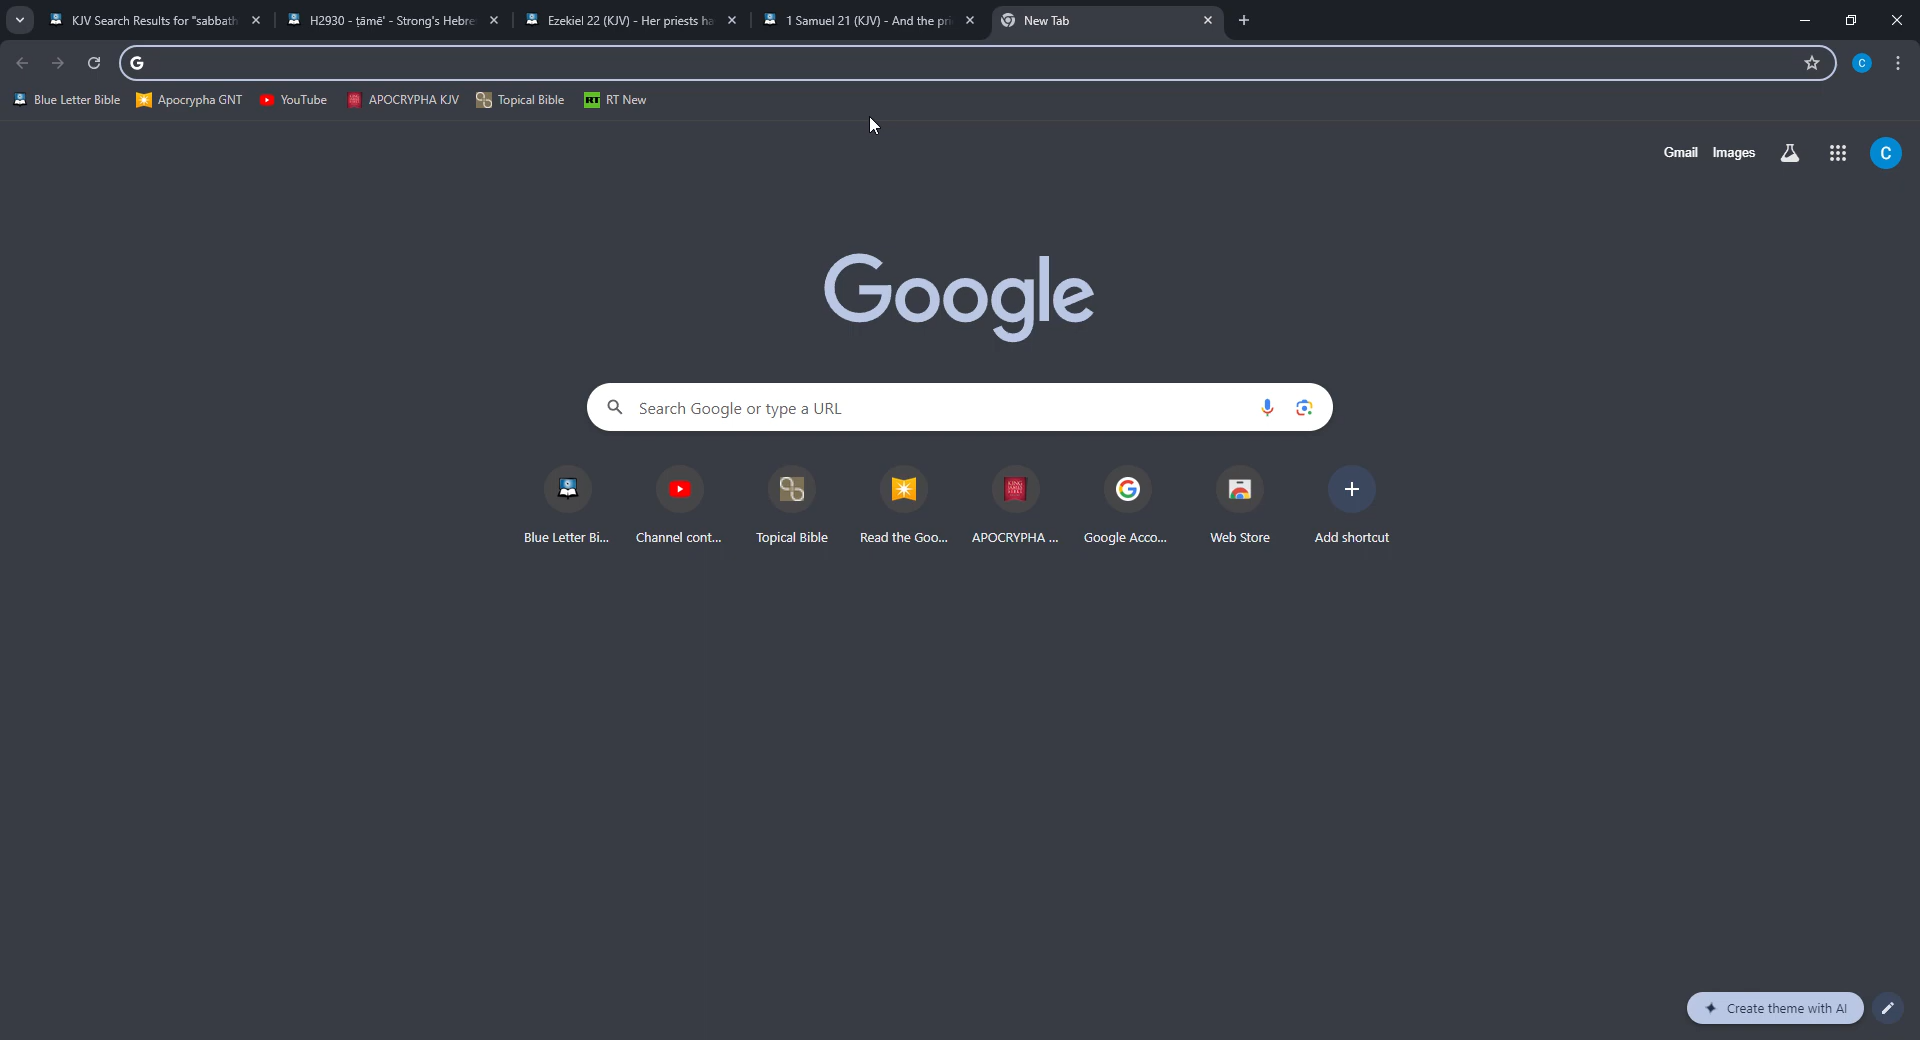 KJV Search Results for "sabbath
H2930 - ṭāmē' - Strong's Hebre
Ezekiel 22 (KJV) - Her priests ha
1 Samuel 21 (KJV) - And the pri
New Tab
Blue Letter Bible
Apocrypha GNT
YouTube
APOCRYPHA KJV
Topical Bible
RT New
Gmail
Images
C
Google
Search Google or type a URL
Blue Letter Bi...
Channel cont...
Topical Bible
Read the Goo...
APOCRYPHA ...
Google Acco...
Web Store
Add shortcut
Create theme with AI